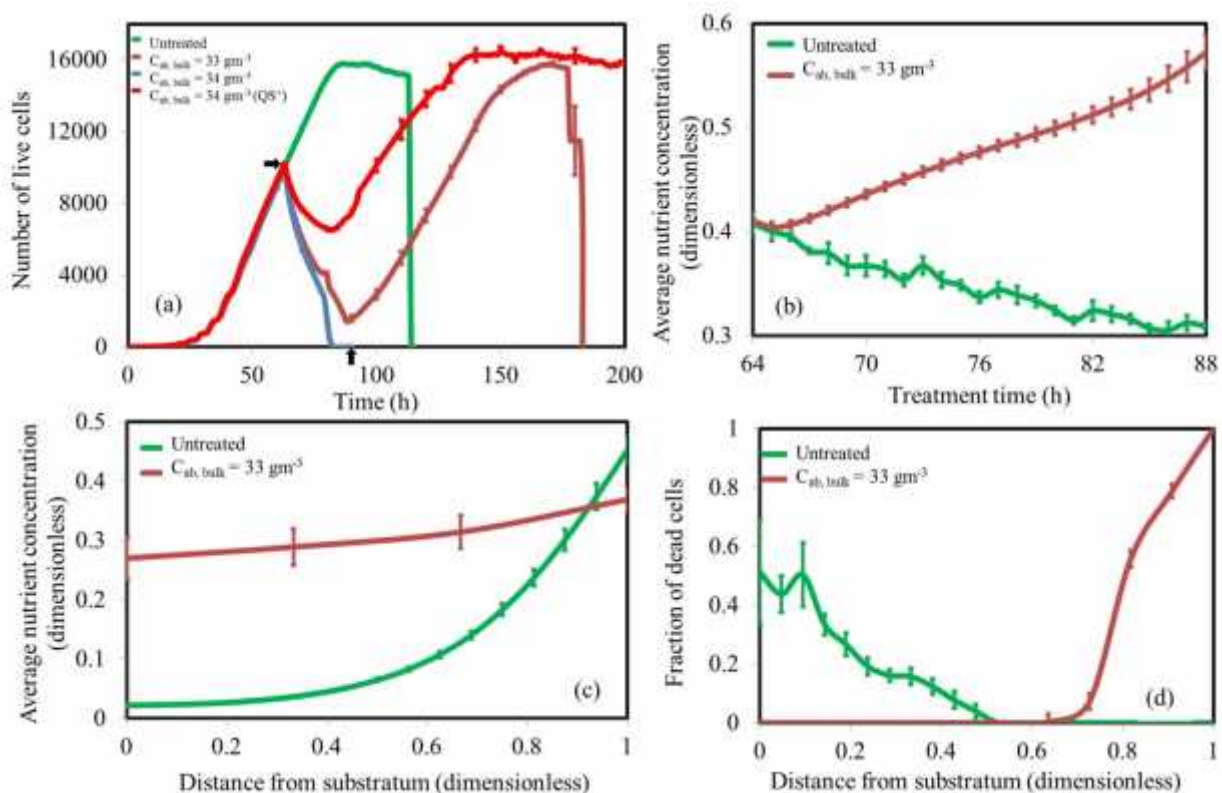 Number of live cells
16000
12000
8000
4000
0
Untreated
C ab, bulk = 33 gm⁻³
C ab, bulk = 34 gm⁻³
C ab, bulk = 34 gm⁻³ (QS⁺)
(a)
0 50 100 150 200
Time (h)
Average nutrient concentration
(dimensionless)
0.6
0.5
0.4
0.3
Untreated
C ab, bulk = 33 gm⁻³
(b)
64 70 76 82 88
Treatment time (h)
Average nutrient concentration
(dimensionless)
0.5
0.4
0.3
0.2
0.1
0
Untreated
C ab, bulk = 33 gm⁻³
(c)
0 0.2 0.4 0.6 0.8 1
Distance from substratum (dimensionless)
Fraction of dead cells
1
0.8
0.6
0.4
0.2
0
Untreated
C ab, bulk = 33 gm⁻³
(d)
0 0.2 0.4 0.6 0.8 1
Distance from substratum (dimensionless)